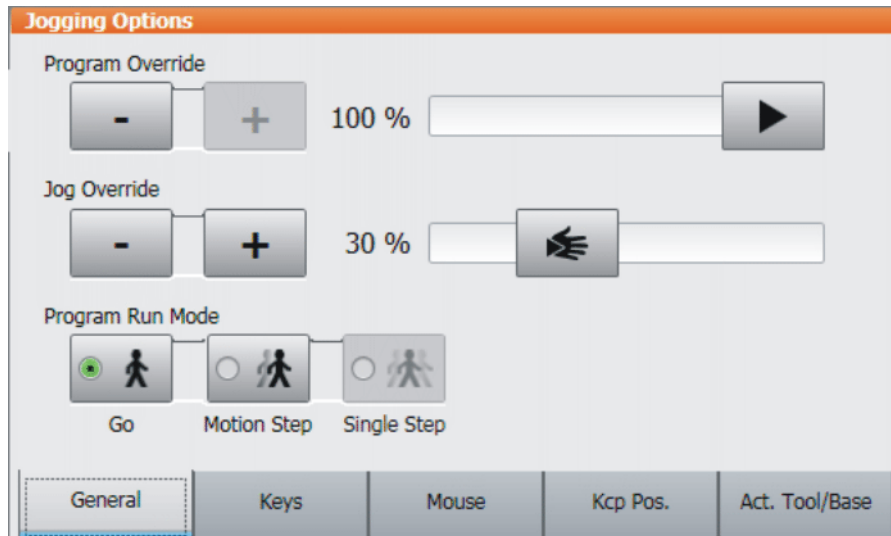 Jogging Options
Program Override
- + 100 %
Jog Override
- + 30 %
Program Run Mode
Go Motion Step Single Step
General Keys Mouse Kcp Pos. Act. Tool/Base